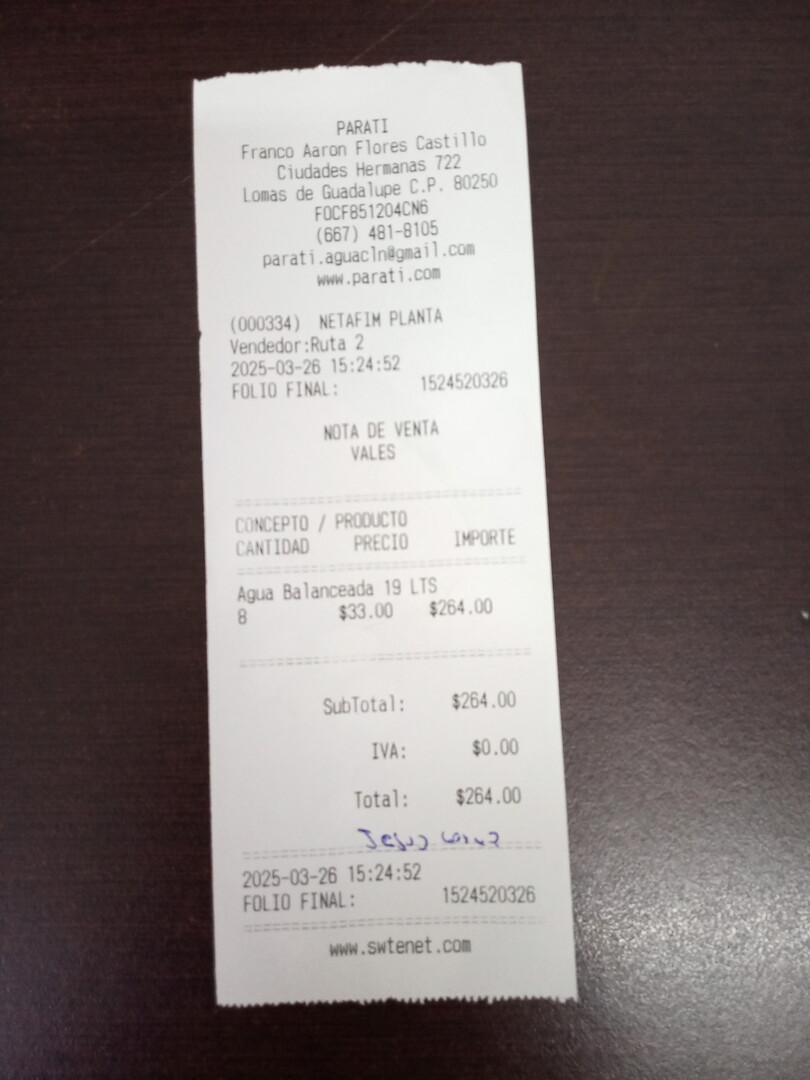 PARATI
Franco Aaron Flores Castillo
Ciudades Hermanas 722
Lomas de Guadalupe C.P. 80250
FOCF851204CN6
(667) 481-8105
parati.aguacln@gmail.com
www.parati.com
(000334) NETAFIM PLANTA
Vendedor:Ruta 2
2025-03-26 15:24:52
FOLIO FINAL: 1524520326
NOTA DE VENTA
VALES
CONCEPTO / PRODUCTO
CANTIDAD PRECIO IMPORTE
Agua Balanceada 19 LTS
8 $33.00 $264.00
SubTotal: $264.00
IVA: $0.00
Total: $264.00
Jesus
2025-03-26 15:24:52
FOLIO FINAL: 1524520326
www.swtenet.com